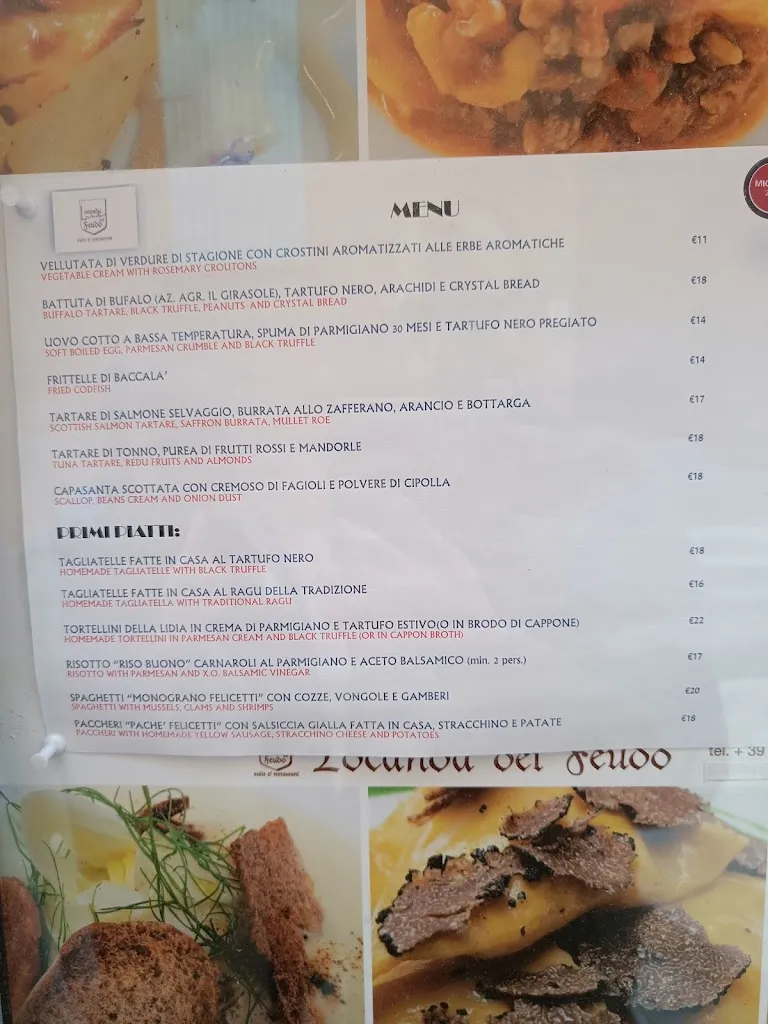 MENU
VELLUTATA DI VERDURE DI STAGIONE CON CROSTINI AROMATIZZATI ALLE ERBE AROMATICHE €11
VEGETABLE CREAM WITH ROSEMARY CROUTONS
BATTUTA DI BUFALO (AZ. AGR. IL GIRASOLE), TARTUFO NERO, ARACHIDI E CRYSTAL BREAD €18
BUFFALO TARTARE, BLACK TRUFFLE, PEANUTS AND CRYSTAL BREAD
UOVO COTTO A BASSA TEMPERATURA, SPUMA DI PARMIGIANO 30 MESI E TARTUFO NERO PREGIATO €14
SOFT BOILED EGG, PARMESAN CRUMBLE AND BLACK TRUFFLE
FRITTELLE DI BACCALA' €14
FRIED CODFISH
TARTARE DI SALMONE SELVAGGIO, BURRATA ALLO ZAFFERANO, ARANCIO E BOTTARGA €17
SCOTTISH SALMON TARTARE, SAFFRON BURRATA, MULLET ROE
TARTARE DI TONNO, PUREA DI FRUTTI ROSSI E MANDORLE €18
TUNA TARTARE, REDU FRUITS AND ALMONDS
CAPASANTA SCOTTATA CON CREMOSO DI FAGIOLI E POLVERE DI CIPOLLA €18
SCALLOP, BEANS CREAM AND ONION DUST
PRIMI PIATTI:
TAGLIATELLE FATTE IN CASA AL TARTUFO NERO €18
HOMEMADE TAGLIATELLE WITH BLACK TRUFFLE
TAGLIATELLE FATTE IN CASA AL RAGU DELLA TRADIZIONE €16
HOMEMADE TAGLIATELLA WITH TRADITIONAL RAGU
TORTELLINI DELLA LIDIA IN CREMA DI PARMIGIANO E TARTUFO ESTIVO(O IN BRODO DI CAPPONE) €22
HOMEMADE TORTELLINI IN PARMESAN CREAM AND BLACK TRUFFLE (OR IN CAPPON BROTH)
RISOTTO "RISO BUONO" CARNAROLI AL PARMIGIANO E ACETO BALSAMICO (min. 2 pers.) €17
RISOTTO WITH PARMESAN AND X.O. BALSAMIC VINEGAR
SPAGHETTI "MONOGRANO FELICETTI" CON COZZE, VONGOLE E GAMBERI €20
SPAGHETTI WITH MUSSELS, CLAMS AND SHRIMPS
PACCHERI "PACHE' FELICETTI" CON SALSICCIA GIALLA FATTA IN CASA, STRACCHINO E PATATE €18
PACCHERI WITH HOMEMADE YELLOW SAUSAGE, STRACCHINO CHEESE AND POTATOES
Locanda del Feudo tel. + 39